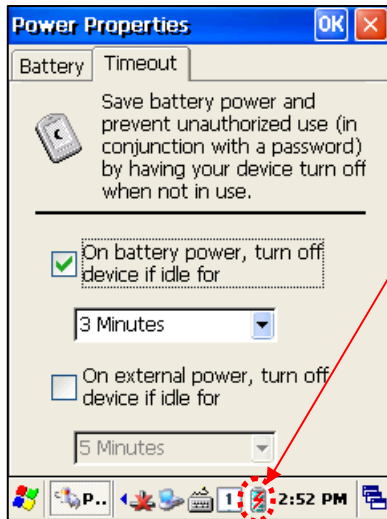 Power Properties OK
Battery Timeout
Save battery power and
prevent unauthorized use (in
conjunction with a password)
by having your device turn off
when not in use.
On battery power, turn off
device if idle for
3 Minutes
On external power, turn off
device if idle for
5 Minutes
P.. 1 2:52 PM